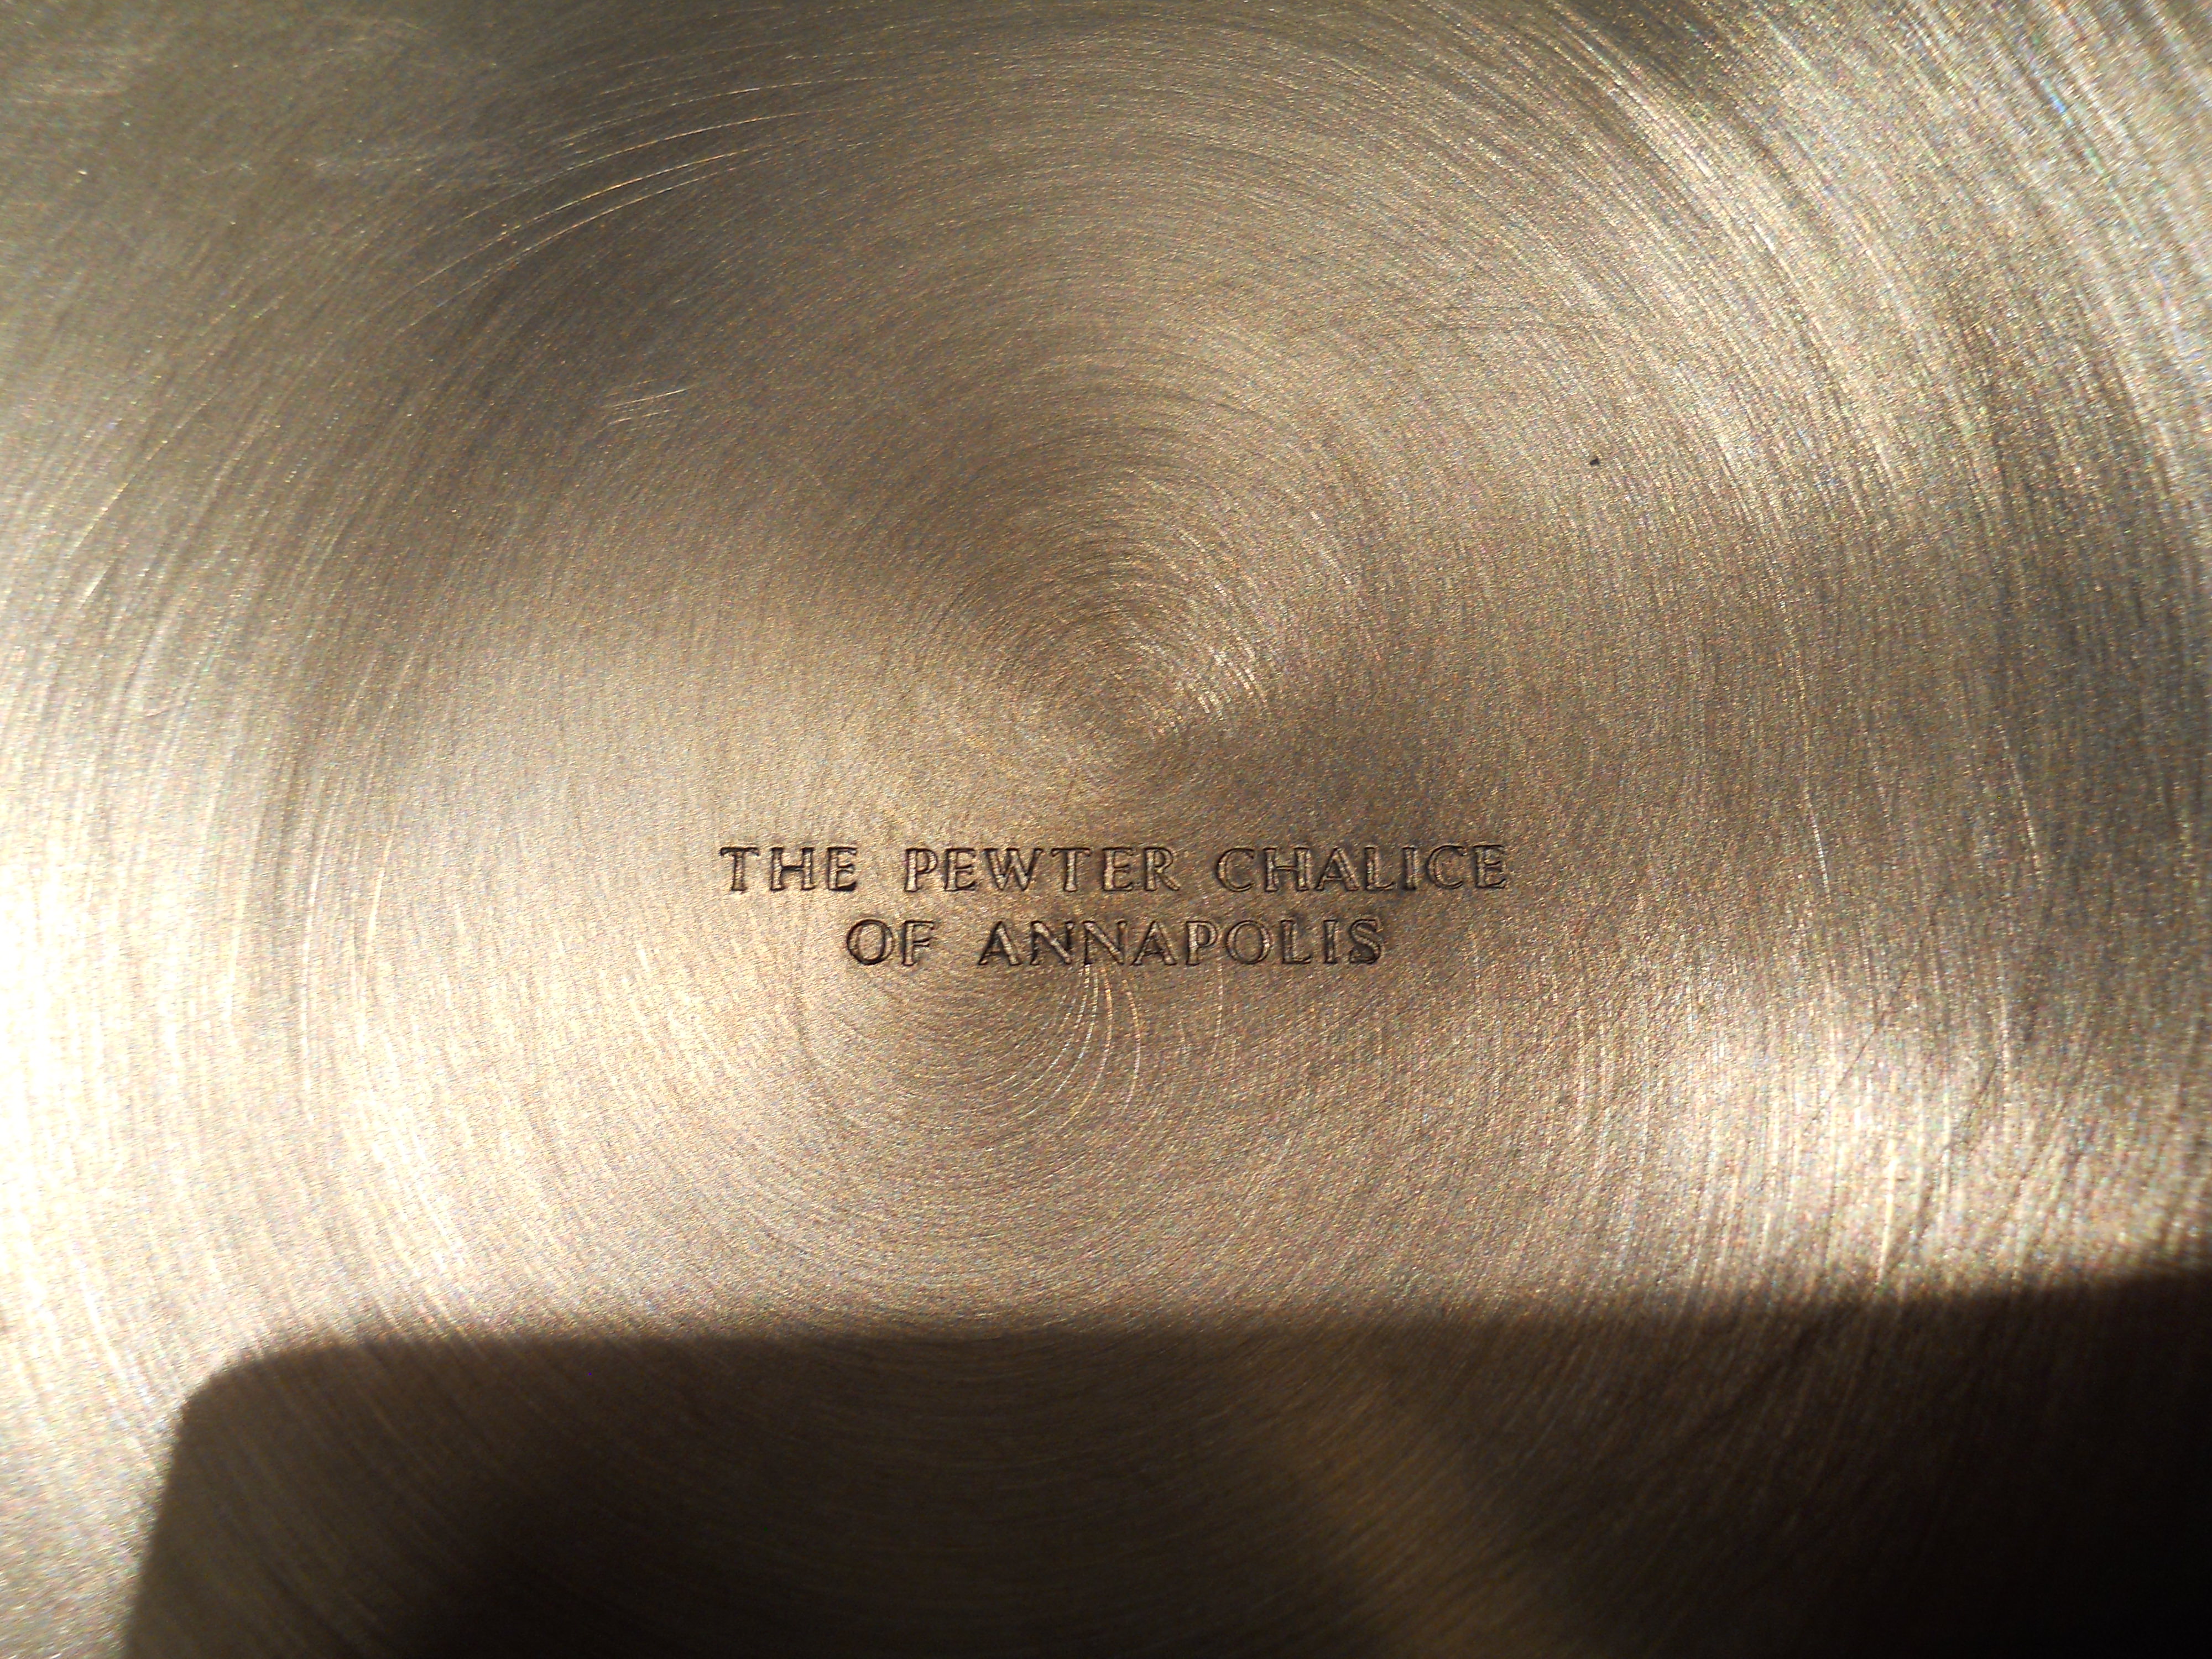 THE PEWTER CHALICE
OF ANNAPOLIS